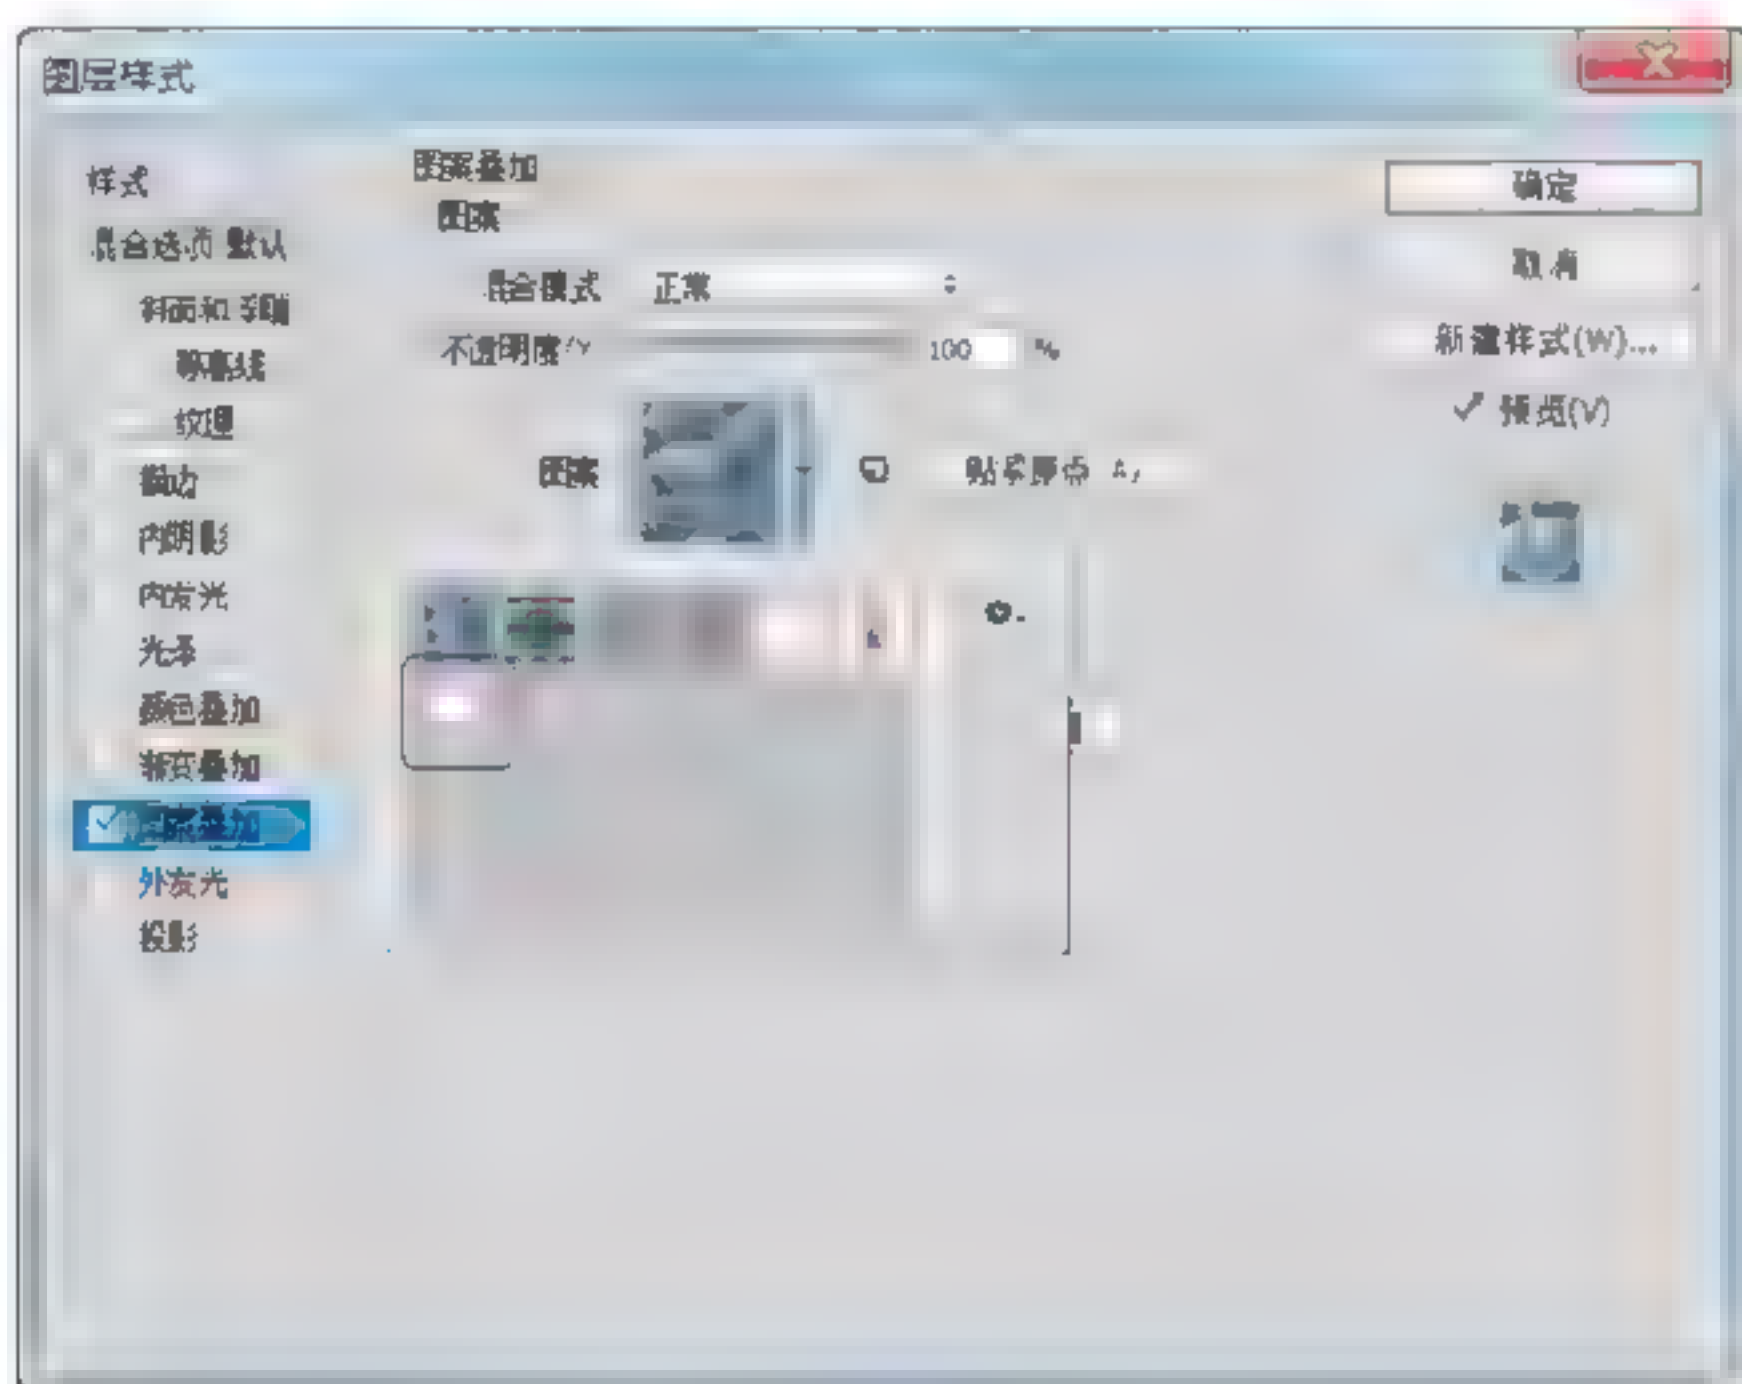 图层样式
样式
混合选项 默认
斜面和浮雕
等高线
纹理
描边
内阴影
内发光
光泽
颜色叠加
渐变叠加
图案叠加
外发光
投影
图案叠加
图案
混合模式 正常
不透明度(Y 100 %
图案
贴紧原点 A)
确定
取消
新建样式(W)...
预览(V)